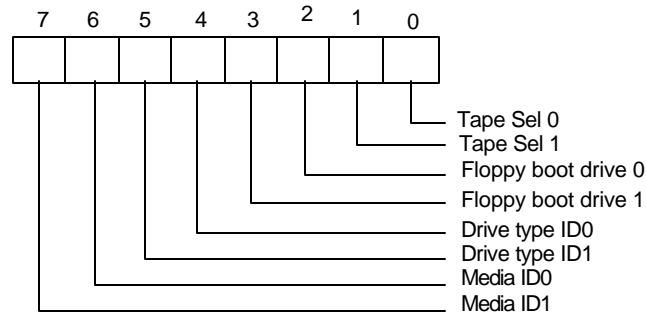 7 6 5 4 3 2 1 0
Tape Sel 0
Tape Sel 1
Floppy boot drive 0
Floppy boot drive 1
Drive type ID0
Drive type ID1
Media ID0
Media ID1